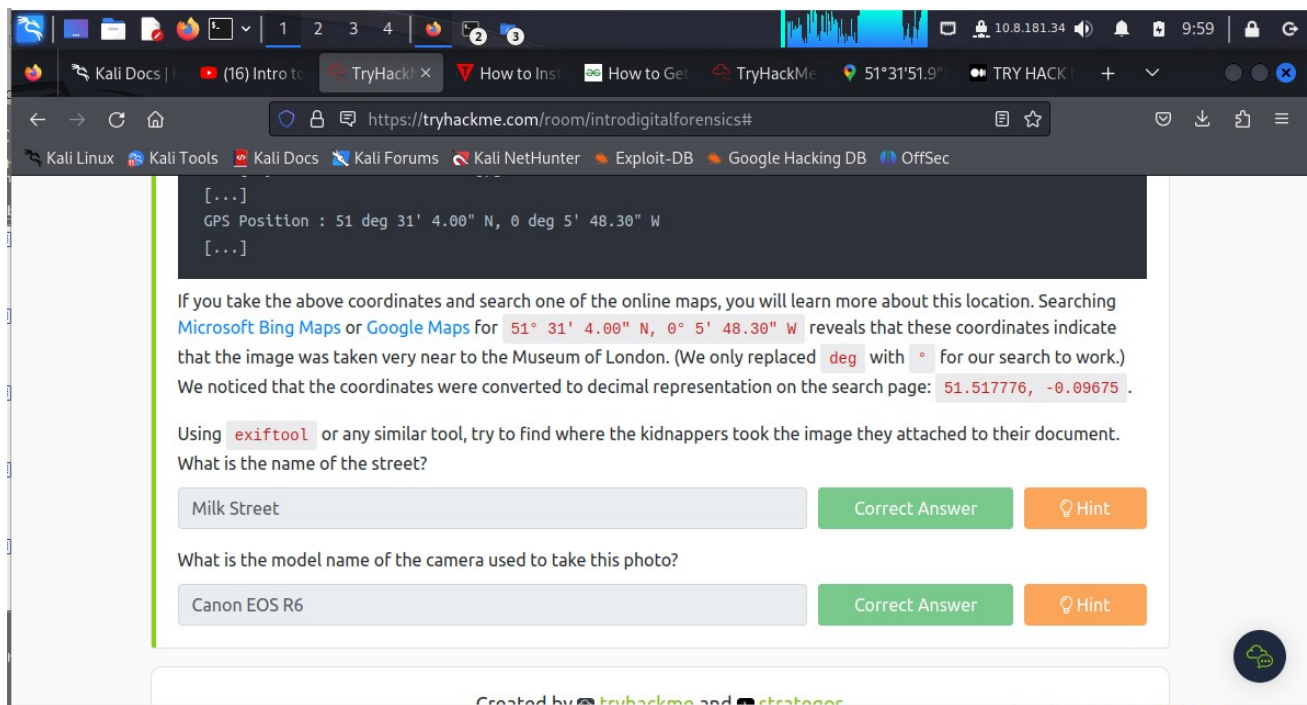 1 2 3 4 2 3 10.8.181.34 9:59
Kali Docs | (16) Intro to TryHack TryHackMe How to Inst How to Get TryHackMe 51°31'51.9" TRY HACK
https://tryhackme.com/room/introdigitalforensics#
Kali Linux Kali Tools Kali Docs Kali Forums Kali NetHunter Exploit-DB Google Hacking DB OffSec
[...]
GPS Position : 51 deg 31' 4.00" N, 0 deg 5' 48.30" W
[...]
If you take the above coordinates and search one of the online maps, you will learn more about this location. Searching
Microsoft Bing Maps or Google Maps for 51° 31' 4.00" N, 0° 5' 48.30" W reveals that these coordinates indicate
that the image was taken very near to the Museum of London. (We only replaced deg with ° for our search to work.)
We noticed that the coordinates were converted to decimal representation on the search page: 51.517776, -0.09675 .
Using exiftool or any similar tool, try to find where the kidnappers took the image they attached to their document.
What is the name of the street?
Milk Street Correct Answer Hint
What is the model name of the camera used to take this photo?
Canon EOS R6 Correct Answer Hint
Created by tryhackme and strategos